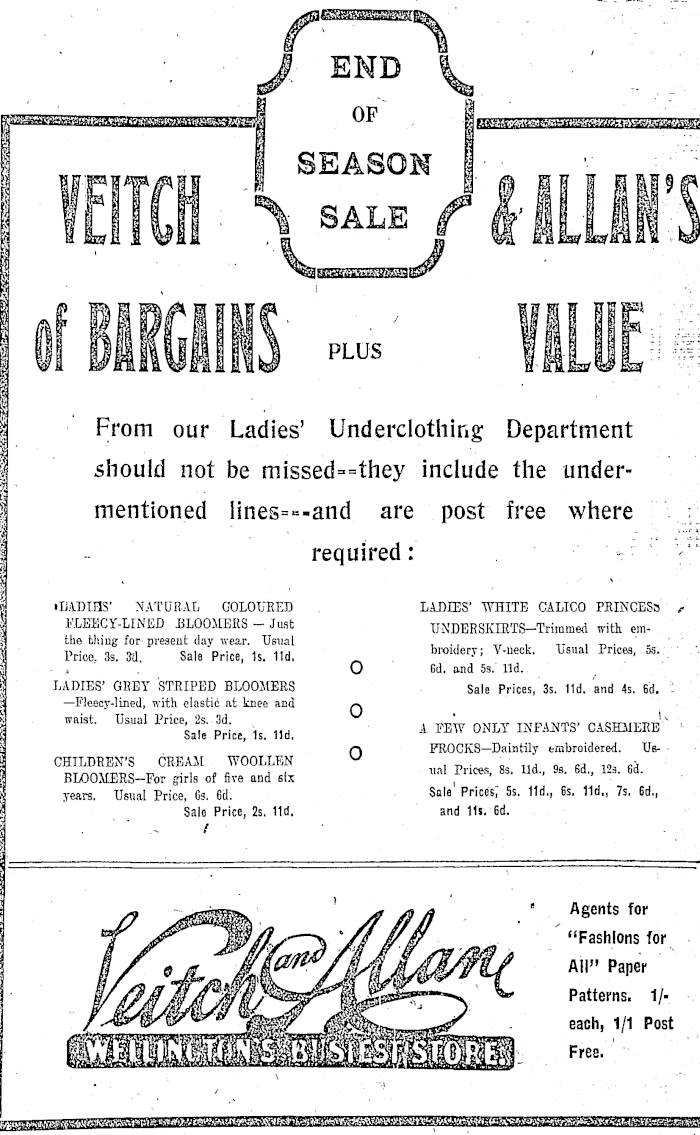 END
OF
SEASON
SALE
VEITCH & ALLAN'S
of BARGAINS PLUS VALUE
From our Ladies' Underclothing Department
should not be missed--they include the under-
mentioned lines---and are post free where
required :
LADIES' NATURAL COLOURED
FLEECY-LINED BLOOMERS — Just
the thing for present day wear. Usual
Price, 3s. 3d. Sale Price, 1s. 11d.
LADIES' GREY STRIPED BLOOMERS
—Fleecy-lined, with elastic at knee and
waist. Usual Price, 2s. 3d.
Sale Price, 1s. 11d.
CHILDREN'S CREAM WOOLLEN
BLOOMERS—For girls of five and six
years. Usual Price, 6s. 6d.
Sale Price, 2s. 11d.
LADIES' WHITE CALICO PRINCESS
UNDERSKIRTS—Trimmed with em-
broidery; V-neck. Usual Prices, 5s.
6d. and 5s. 11d.
Sale Prices, 3s. 11d. and 4s. 6d.
A FEW ONLY INFANTS' CASHMERE
FROCKS—Daintily embroidered. Us-
ual Prices, 8s. 11d., 9s. 6d., 12s. 6d.
Sale Prices, 5s. 11d., 6s. 11d., 7s. 6d.,
and 11s. 6d.
Veitch and Allan
WELLINGTON'S BUSIEST STORE.
Agents for
"Fashions for
All" Paper
Patterns. 1/-
each, 1/1 Post
Free.